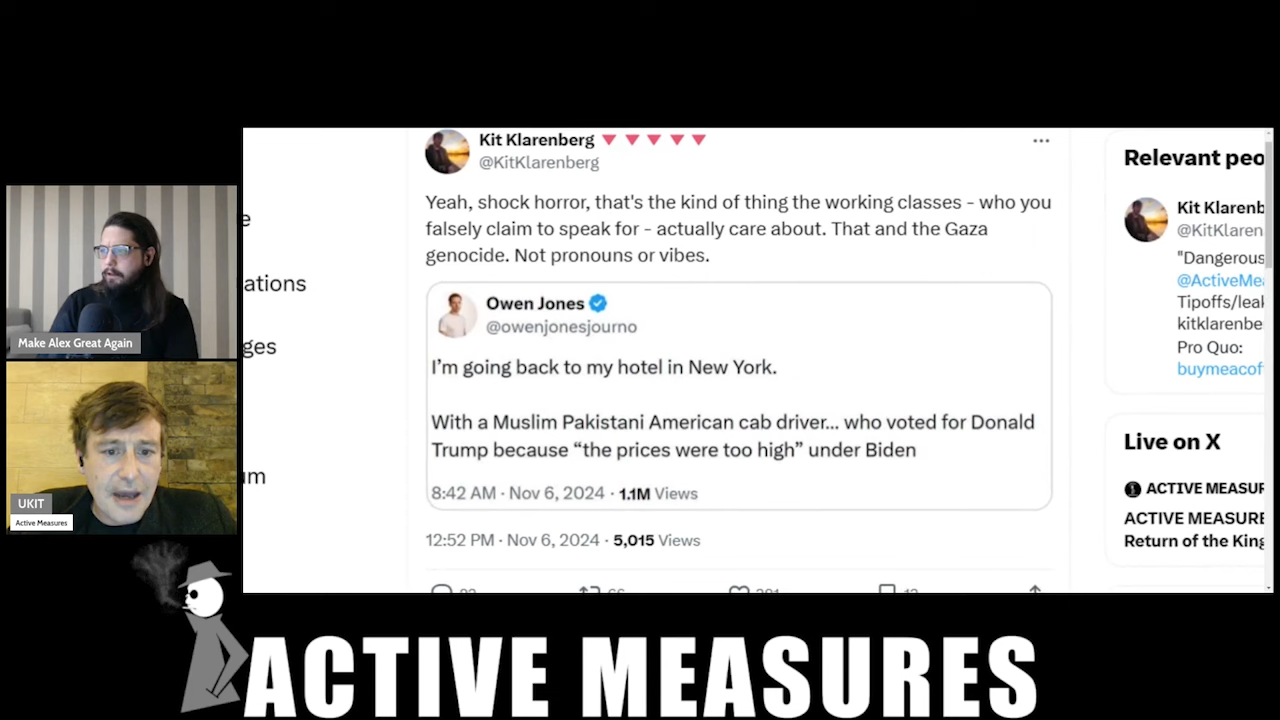 Kit Klarenberg
@KitKlarenberg
Yeah, shock horror, that's the kind of thing the working classes - who you
falsely claim to speak for - actually care about. That and the Gaza
genocide. Not pronouns or vibes.
Owen Jones
@owenjonesjourno
I'm going back to my hotel in New York.
With a Muslim Pakistani American cab driver... who voted for Donald
Trump because “the prices were too high” under Biden
8:42 AM · Nov 6, 2024 · 1.1M Views
12:52 PM · Nov 6, 2024 · 5,015 Views
e
ations
ges
um
Relevant peo
Kit Klarenb
@KitKlaren
"Dangerous
@ActiveMea
Tipoffs/leak
kitklarenbe
Pro Quo:
buymeacof
Live on X
ACTIVE MEASUR
ACTIVE MEASURE
Return of the King
Make Alex Great Again
UKIT
Active Measures
ACTIVE MEASURES